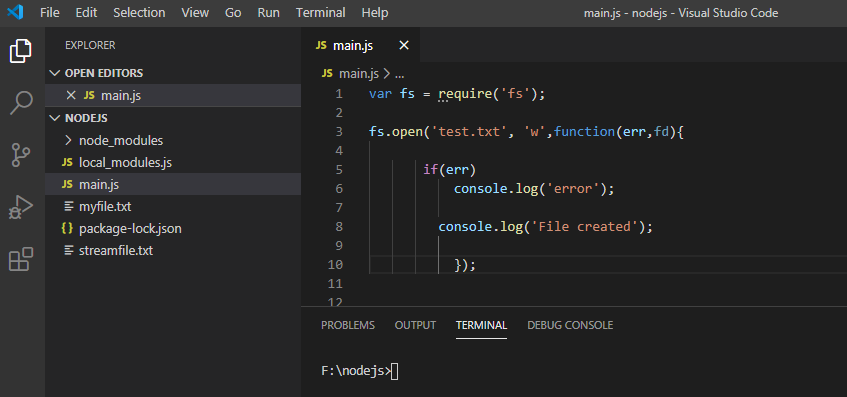 File Edit Selection View Go Run Terminal Help main.js - nodejs - Visual Studio Code
EXPLORER
OPEN EDITORS
JS main.js
NODEJS
node_modules
JS local_modules.js
JS main.js
myfile.txt
{} package-lock.json
streamfile.txt
JS main.js
JS main.js > ...
1 var fs = require('fs');
2
3 fs.open('test.txt', 'w',function(err,fd){
4
5 if(err)
6 console.log('error');
7
8 console.log('File created');
9
10 });
11
12
PROBLEMS OUTPUT TERMINAL DEBUG CONSOLE
F:\nodejs>